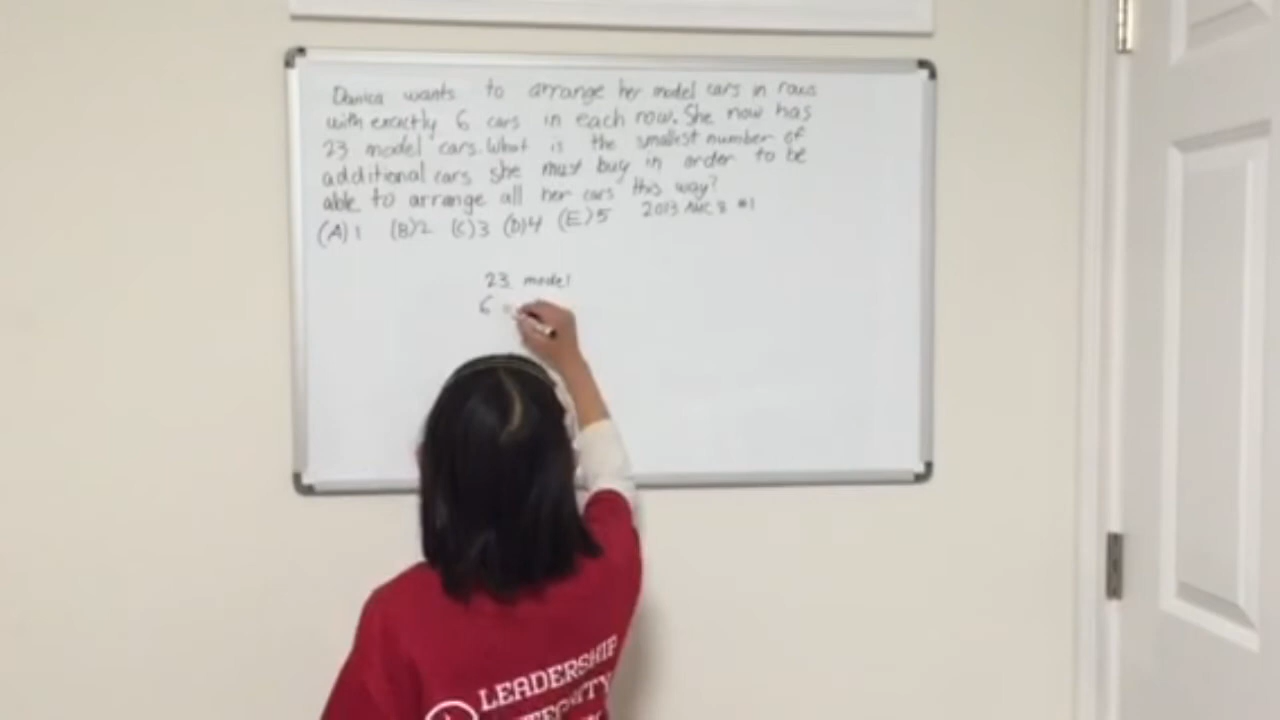 Danica wants to arrange her model cars in rows
with exactly 6 cars in each row. She now has
23 model cars. What is the smallest number of
additional cars she must buy in order to be
able to arrange all her cars this way?
(A) 1 (B) 2 (C) 3 (D) 4 (E) 5 2013 AMC 8 #1
23 model
6
LEADERSHIP